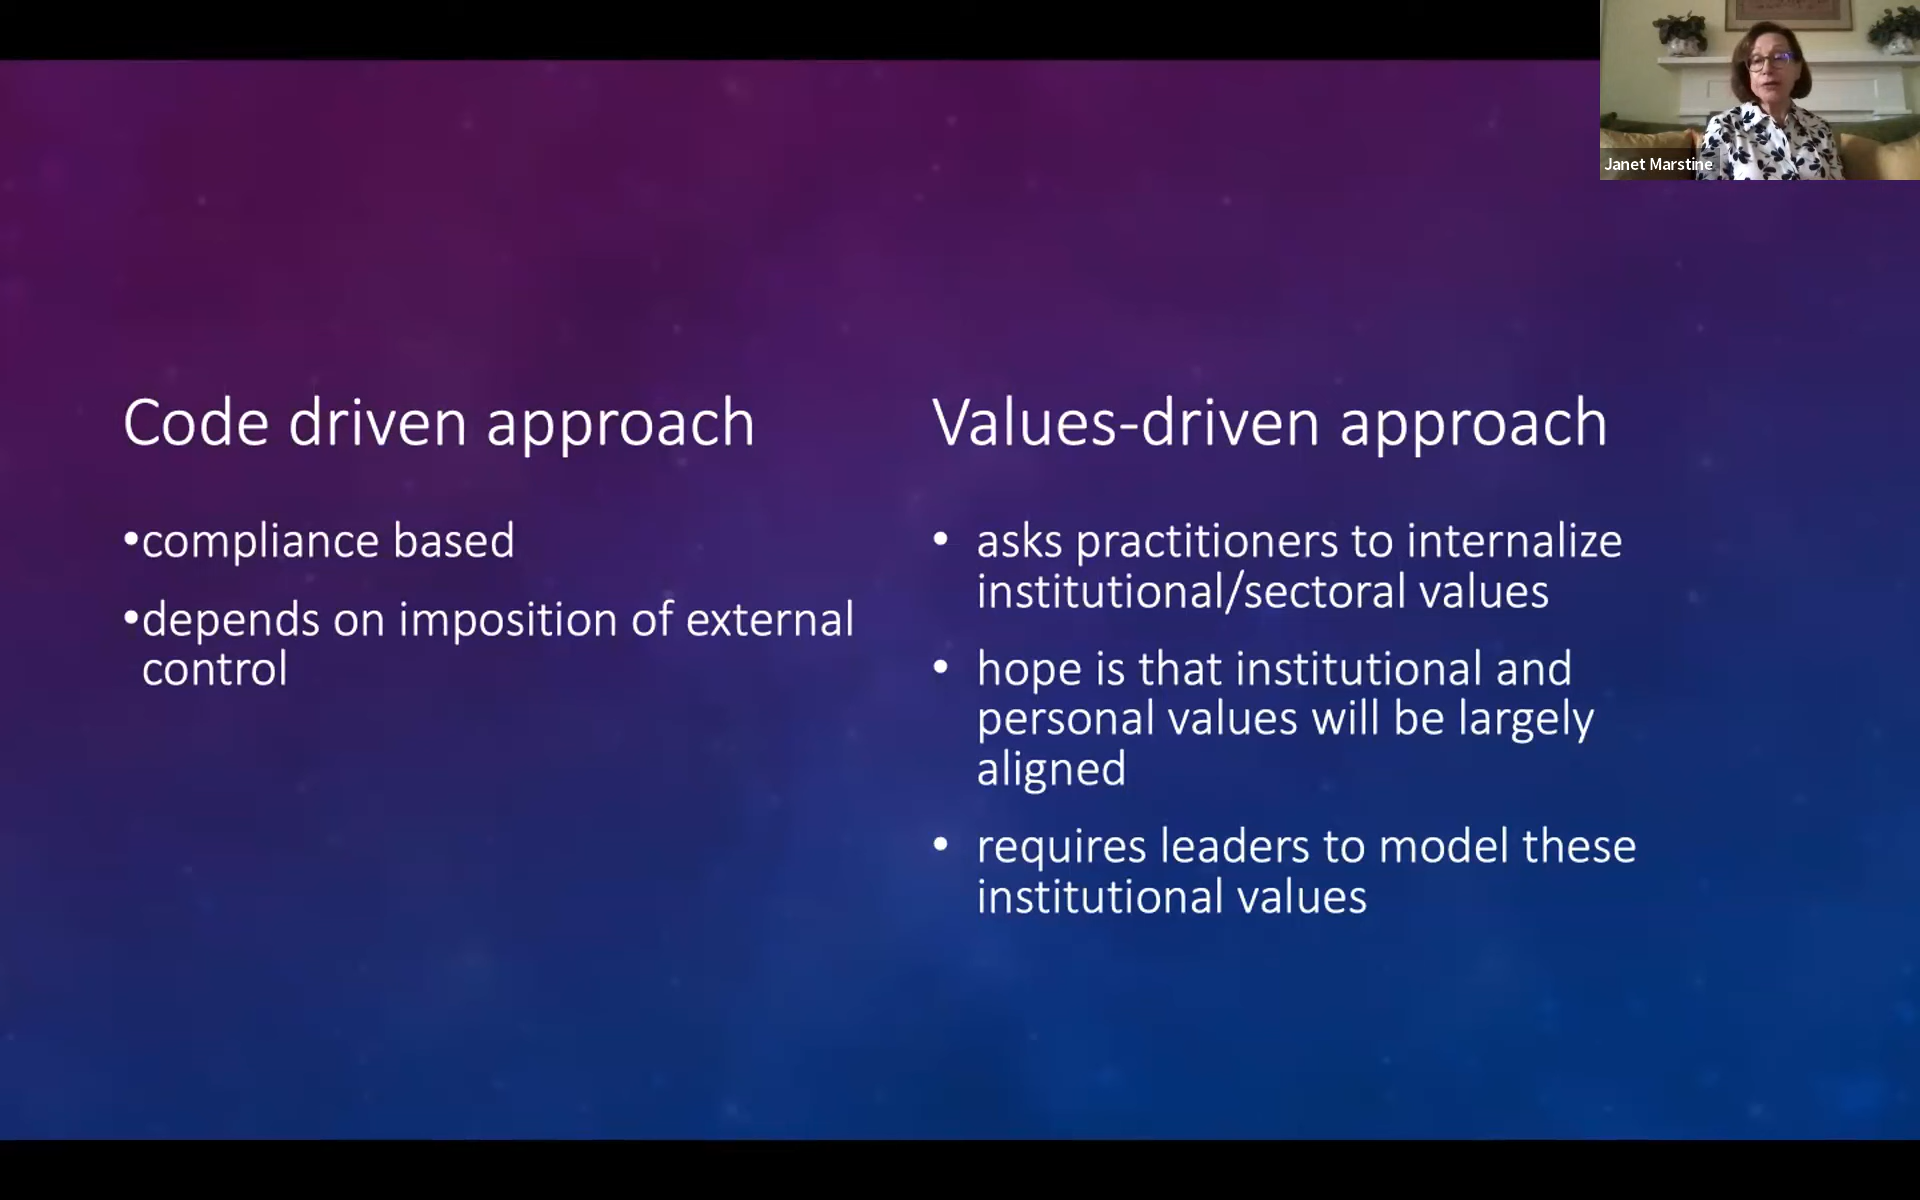 Janet Marstine
Code driven approach
•compliance based
•depends on imposition of external
control
Values-driven approach
• asks practitioners to internalize
institutional/sectoral values
• hope is that institutional and
personal values will be largely
aligned
• requires leaders to model these
institutional values